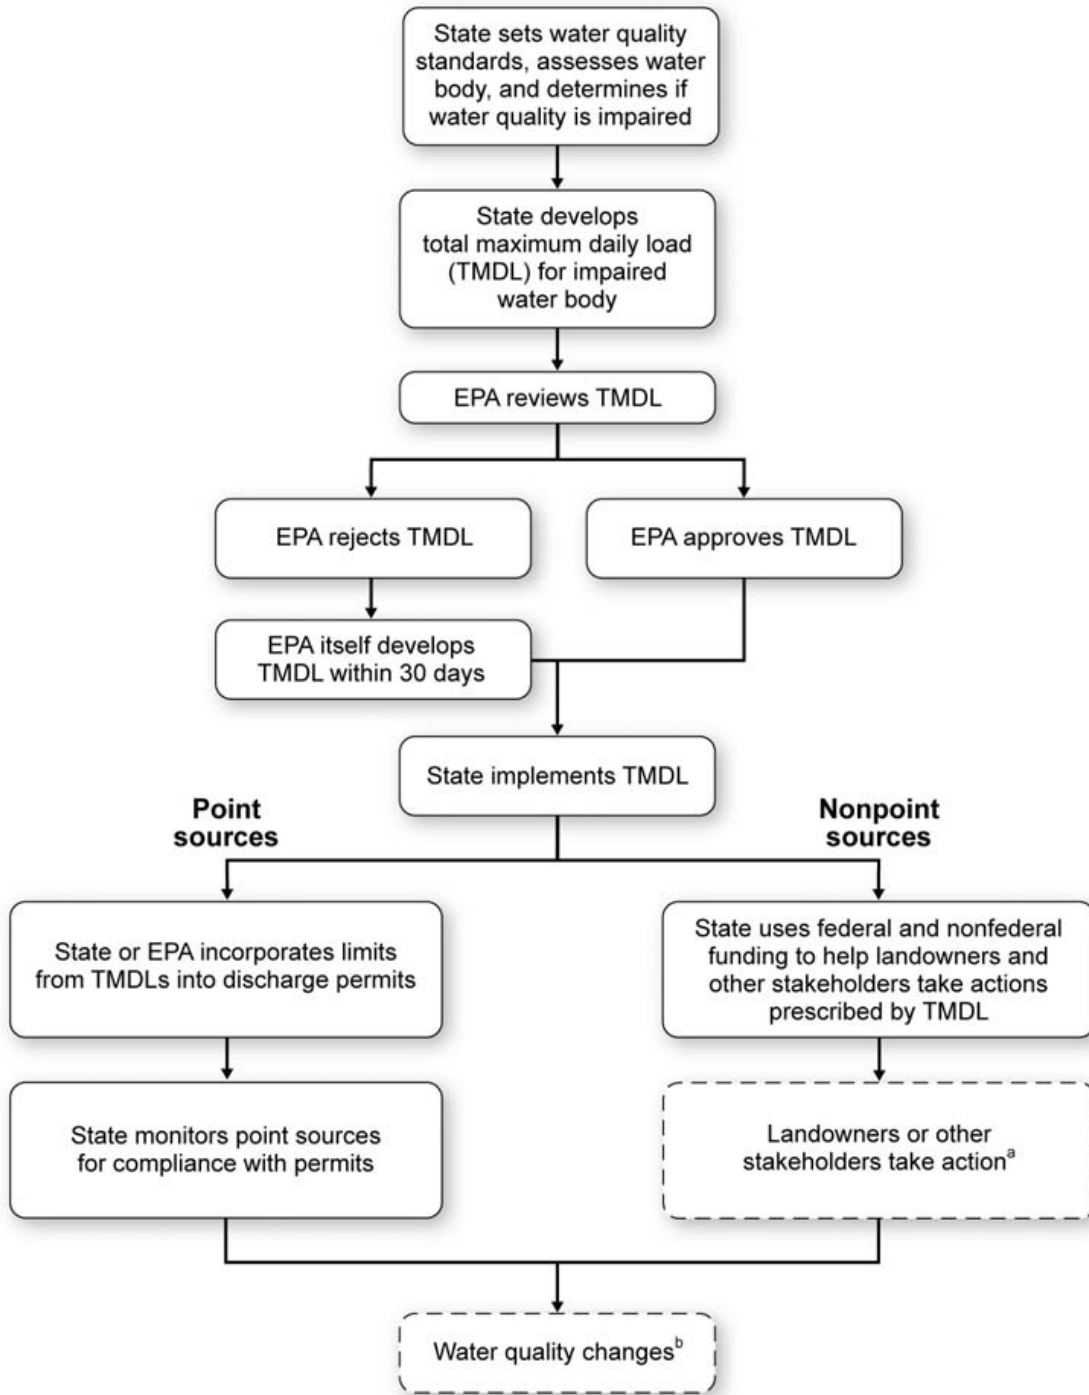 State sets water quality
standards, assesses water
body, and determines if
water quality is impaired
State develops
total maximum daily load
(TMDL) for impaired
water body
EPA reviews TMDL
EPA rejects TMDL
EPA approves TMDL
EPA itself develops
TMDL within 30 days
State implements TMDL
Point
sources
Nonpoint
sources
State or EPA incorporates limits
from TMDLs into discharge permits
State uses federal and nonfederal
funding to help landowners and
other stakeholders take actions
prescribed by TMDL
State monitors point sources
for compliance with permits
Landowners or other
stakeholders take actionᵃ
Water quality changesᵇ